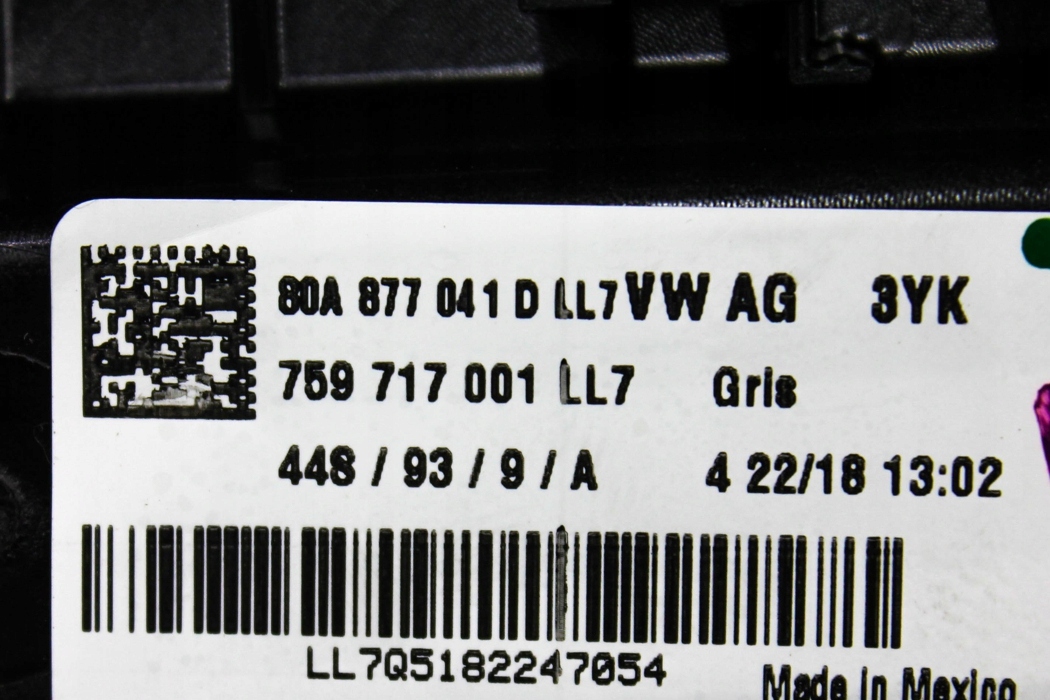 80A 877 041 D LL7 VW AG 3YK
759 717 001 LL7 Gris
448 / 93 / 9 / A 4 22/18 13:02
LL7Q5182247054
Made in Mexico